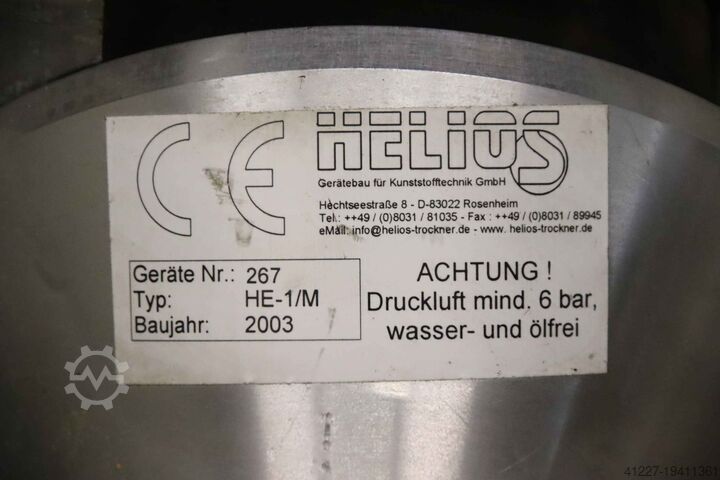 CE
HELIOS
Gerätebau für Kunststofftechnik GmbH
Hechtseestraße 8 - D-83022 Rosenheim
Tel.: ++49 / (0)8031 / 81035 - Fax : ++49 / (0)8031 / 89945
eMail: info@helios-trockner.de - www. helios-trockner.de
Geräte Nr.: 267
Typ: HE-1/M
Baujahr: 2003
ACHTUNG !
Druckluft mind. 6 bar,
wasser- und ölfrei
41227-19411361